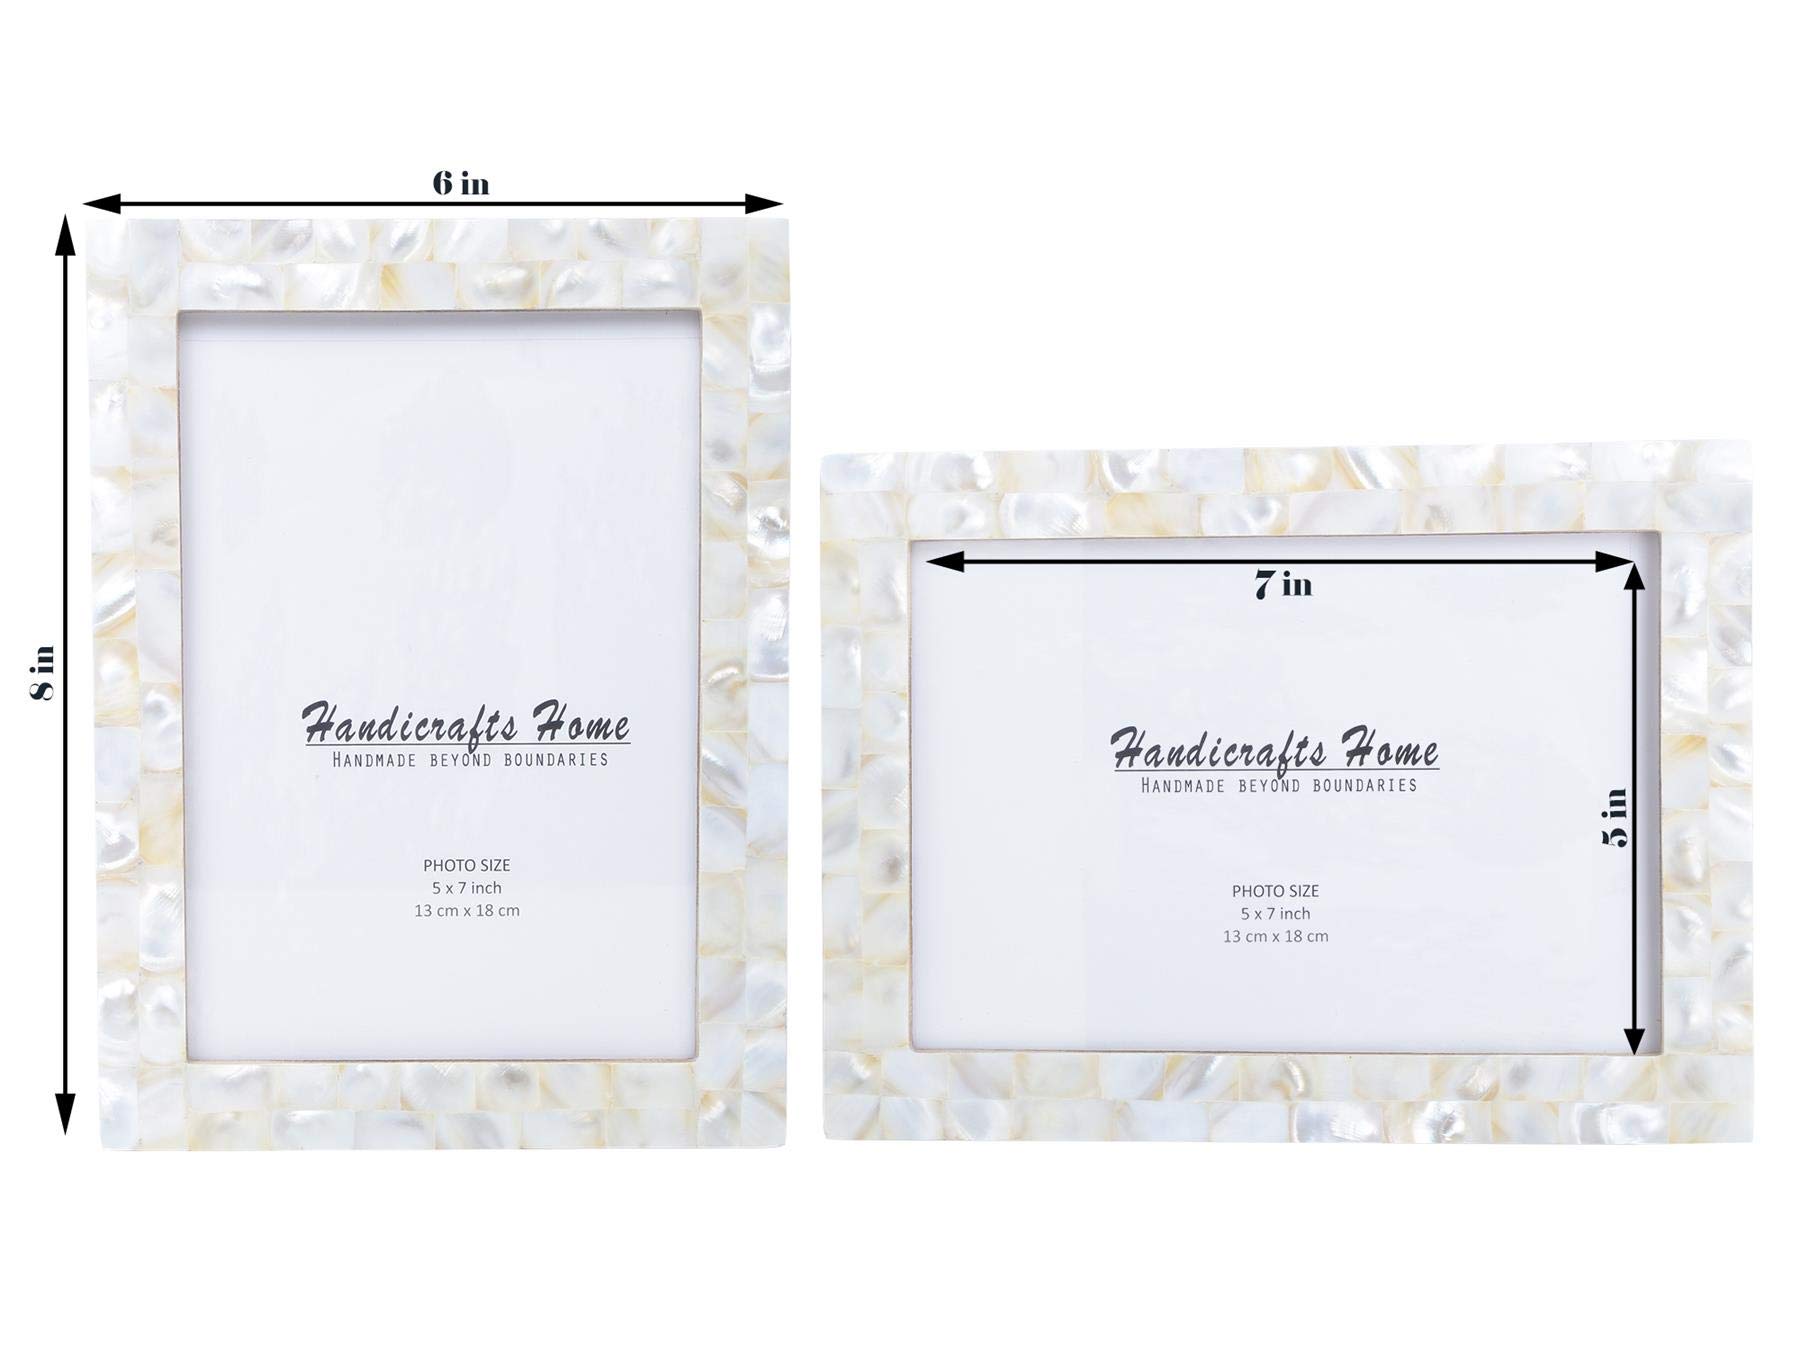 6 in
8 in
Handicrafts Home
HANDMADE BEYOND BOUNDARIES
PHOTO SIZE
5 x 7 inch
13 cm x 18 cm
7 in
5 in
Handicrafts Home
HANDMADE BEYOND BOUNDARIES
PHOTO SIZE
5 x 7 inch
13 cm x 18 cm